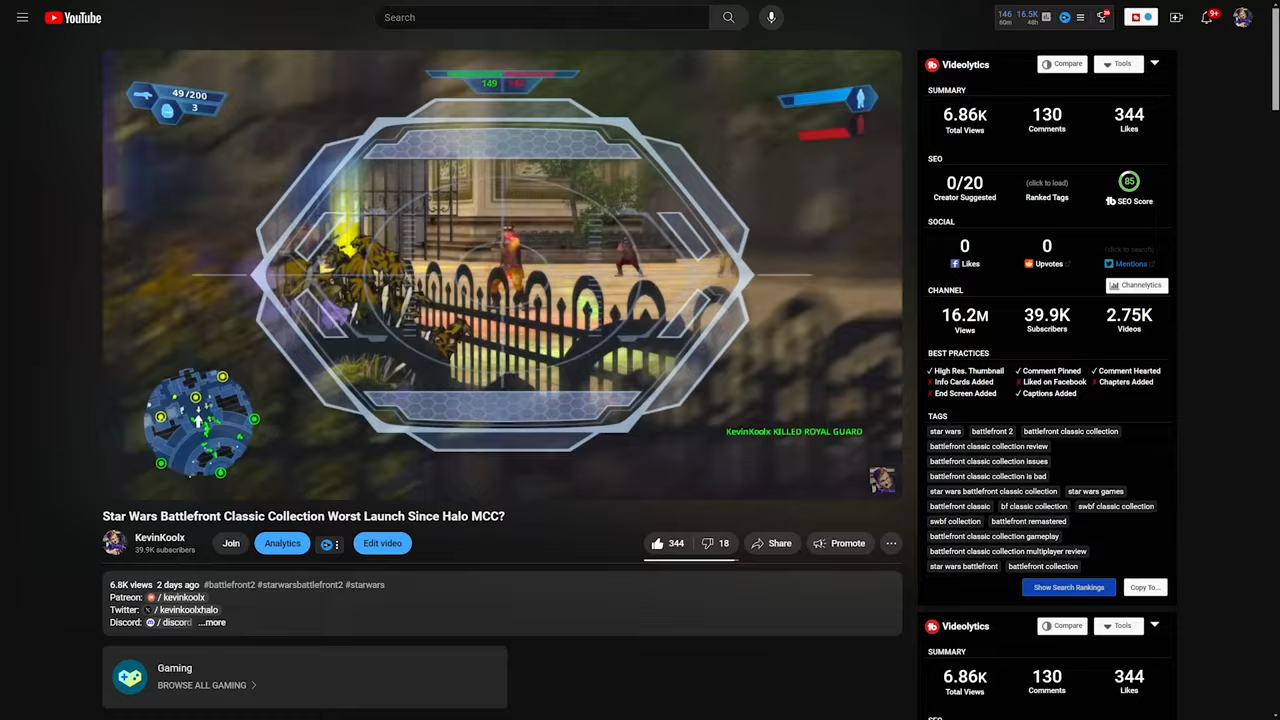 YouTube
Search
146 16.5K
60m 48h
9+
49/200
3
149
KevinKoolx KILLED ROYAL GUARD
Star Wars Battlefront Classic Collection Worst Launch Since Halo MCC?
KevinKoolx
39.9K subscribers
Join
Analytics
Edit video
344
18
Share
Promote
6.8K views 2 days ago #battlefront2 #starwarsbattlefront2 #starwars
Patreon: / kevinkoolx
Twitter: / kevinkoolxhalo
Discord: / discord ...more
Gaming
BROWSE ALL GAMING
Videolytics
Compare
Tools
SUMMARY
6.86K 130 344
Total Views Comments Likes
SEO
0/20 (click to load) 85
Creator Suggested Ranked Tags SEO Score
SOCIAL
0 0 (click to search)
Likes Upvotes Mentions
CHANNEL
Channelytics
16.2M 39.9K 2.75K
Views Subscribers Videos
BEST PRACTICES
✓ High Res. Thumbnail ✓ Comment Pinned ✓ Comment Hearted
✗ Info Cards Added ✗ Liked on Facebook ✗ Chapters Added
✗ End Screen Added ✓ Captions Added
TAGS
star wars battlefront 2 battlefront classic collection
battlefront classic collection review
battlefront classic collection issues
battlefront classic collection is bad
star wars battlefront classic collection star wars games
battlefront classic bf classic collection swbf classic collection
swbf collection battlefront remastered
battlefront classic collection gameplay
battlefront classic collection multiplayer review
star wars battlefront battlefront collection
Show Search Rankings
Copy To...
Videolytics
Compare
Tools
SUMMARY
6.86K 130 344
Total Views Comments Likes